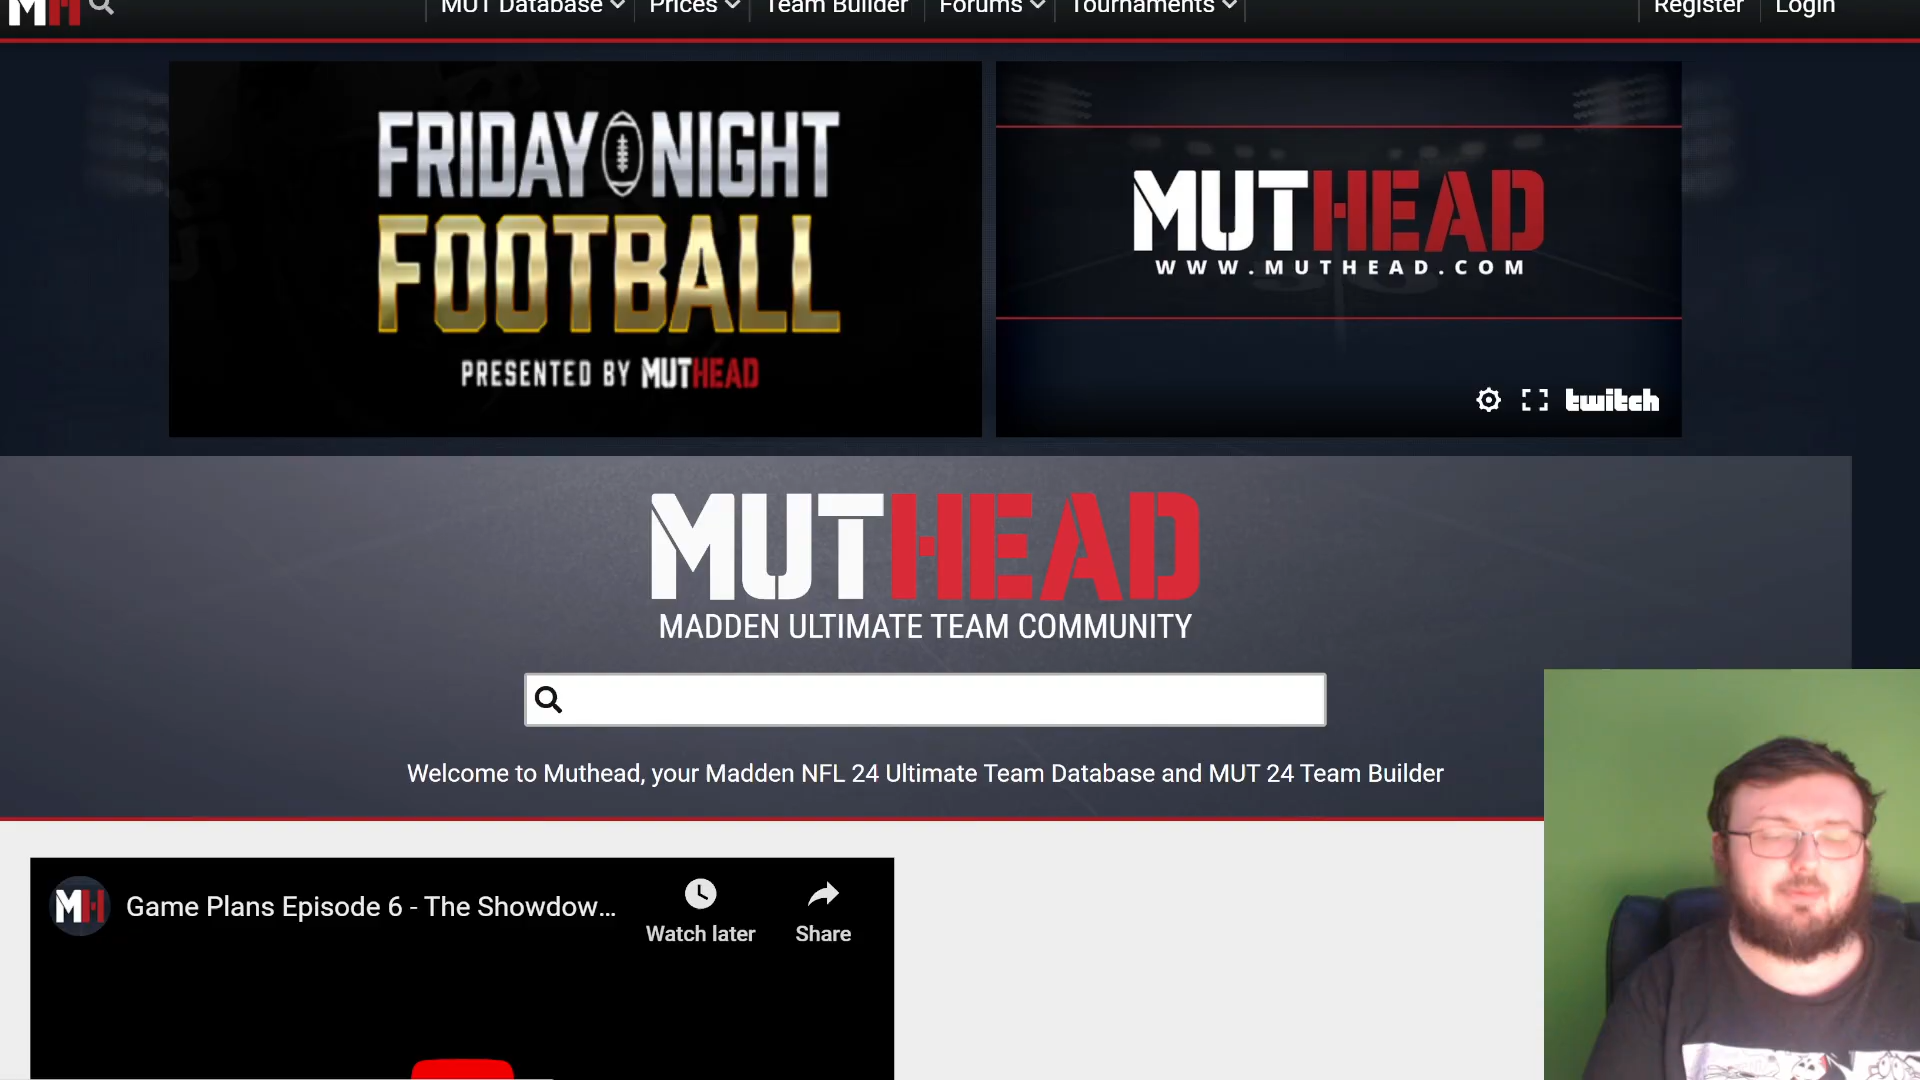 MH
MUT Database
Prices
Team Builder
Forums
Tournaments
Register
Login
FRIDAY NIGHT
FOOTBALL
PRESENTED BY MUTHEAD
MUTHEAD
WWW.MUTHEAD.COM
twitch
MUTHEAD
MADDEN ULTIMATE TEAM COMMUNITY
Welcome to Muthead, your Madden NFL 24 Ultimate Team Database and MUT 24 Team Builder
MH
Game Plans Episode 6 - The Showdow...
Watch later
Share